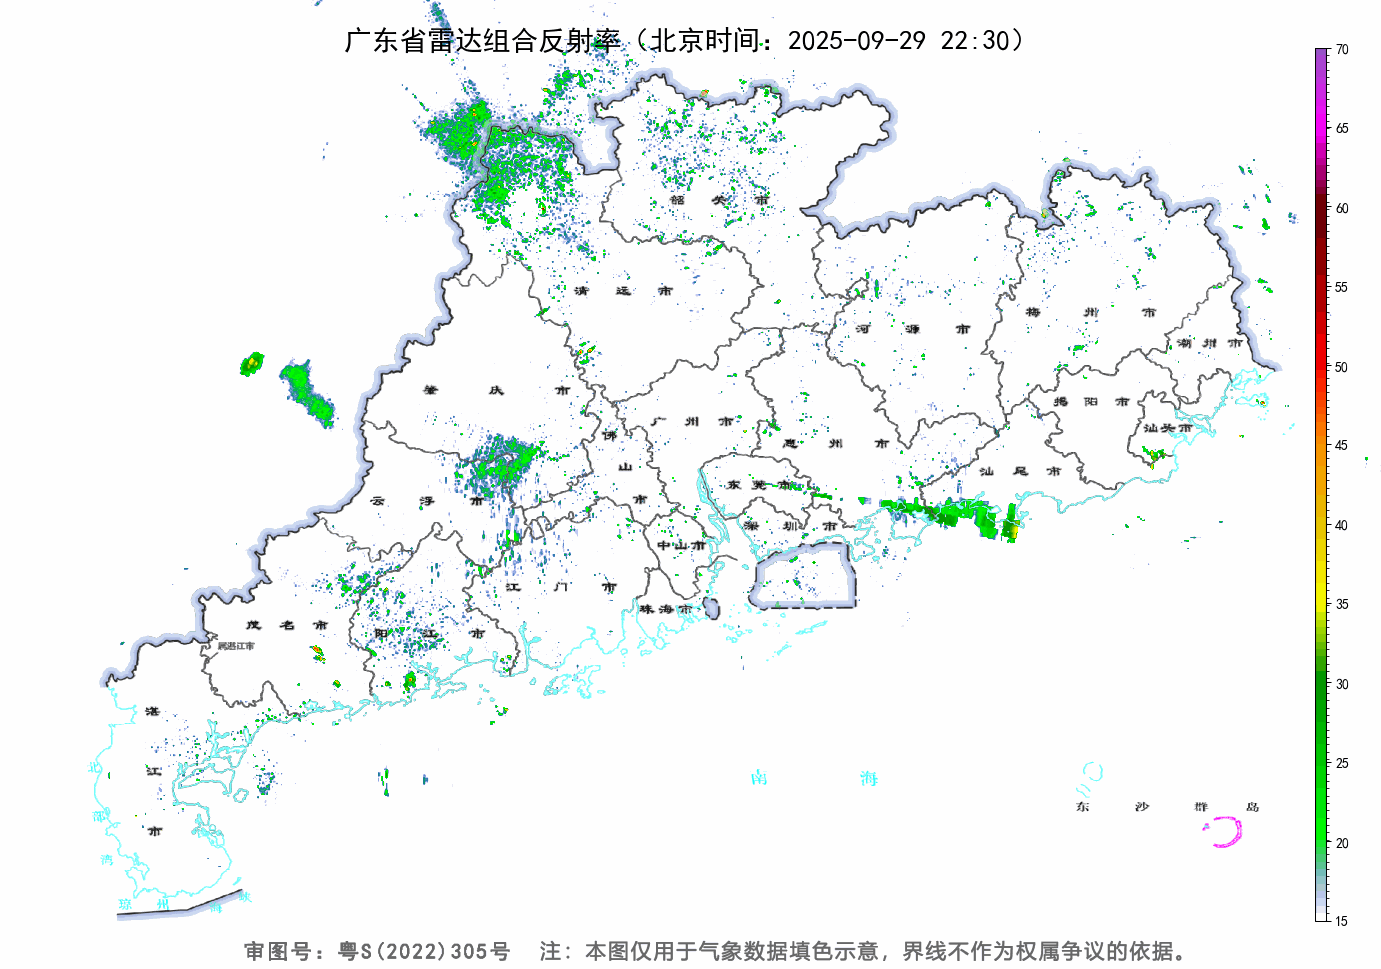 广东省雷达组合反射率（北京时间：2025-09-29 22:30）
70
65
60
55
50
45
40
35
30
25
20
15
韶关市
清远市
河源市
梅州市
潮州市
肇庆市
广州市
佛山市
惠州市
揭阳市
汕头市
汕尾市
云浮市
东莞市
深圳市
中山市
江门市
珠海市
茂名市
阳江市
属湛江市
湛江市
北部湾
琼州海峡
南海
东沙群岛
审图号：粤S(2022)305号 注：本图仅用于气象数据填色示意，界线不作为权属争议的依据。